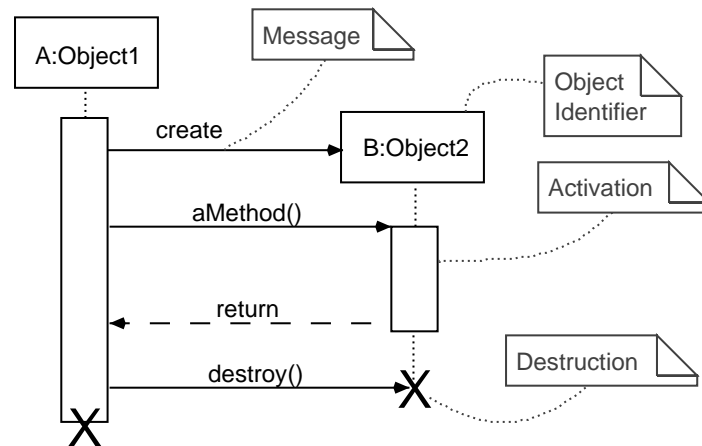 A:Object1
Message
Object
Identifier
create
B:Object2
Activation
aMethod()
return
Destruction
destroy()
X
X